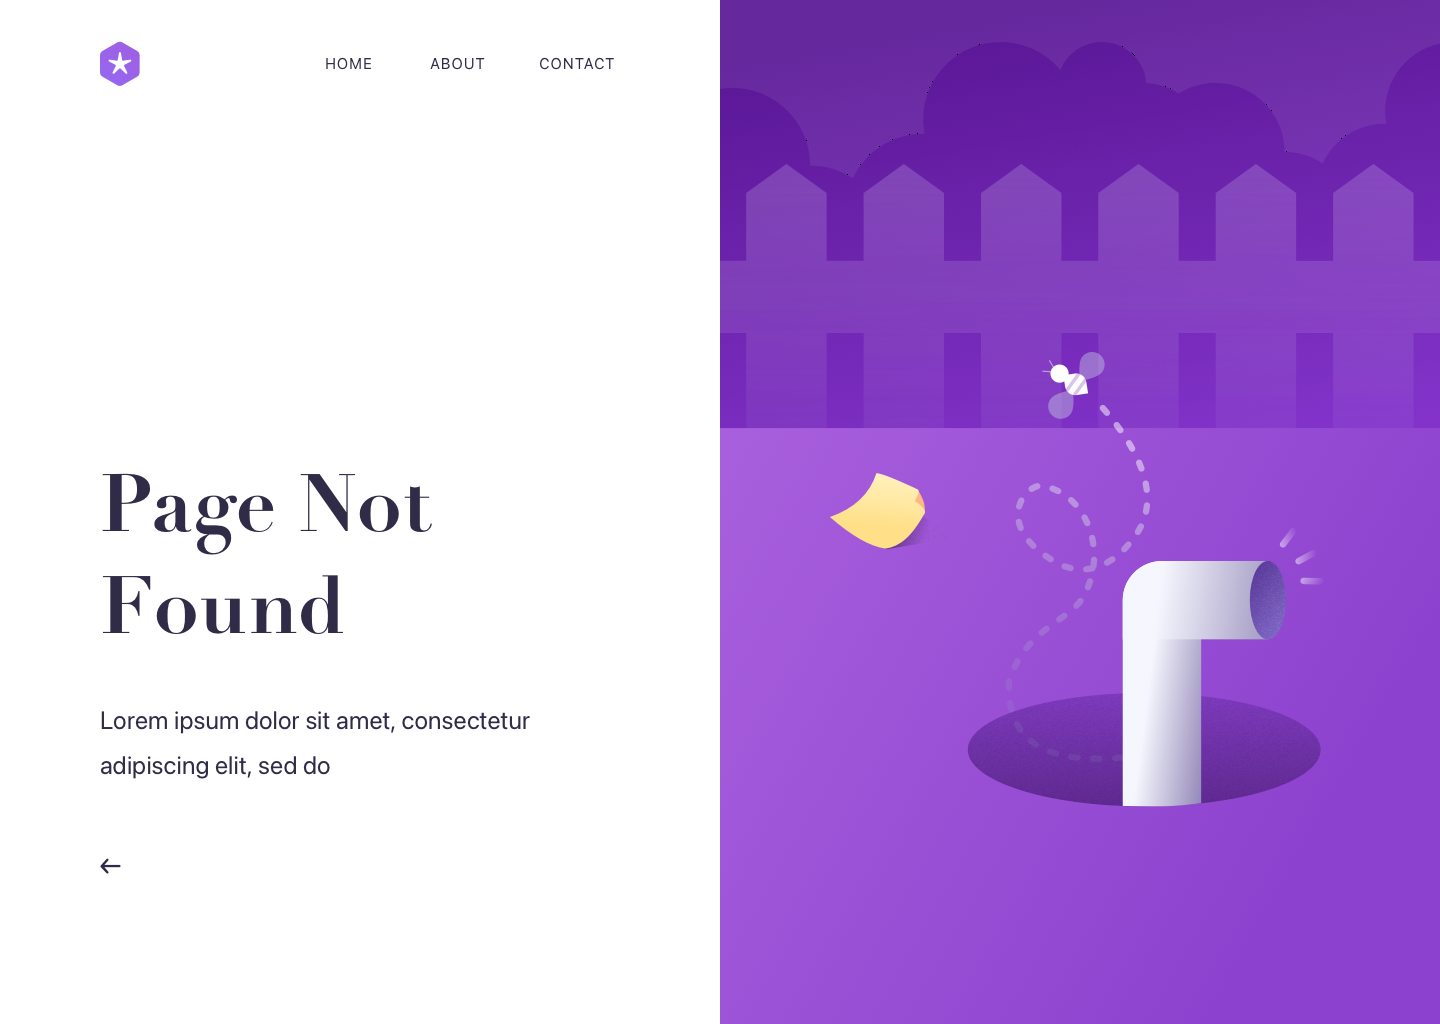 HOME ABOUT CONTACT
Page Not
Found
Lorem ipsum dolor sit amet, consectetur
adipiscing elit, sed do